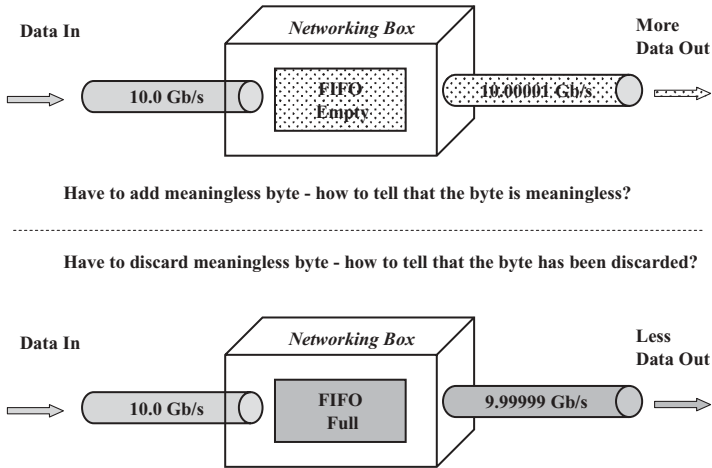 Data In
Networking Box
More
Data Out
10.0 Gb/s
FIFO
Empty
10.00001 Gb/s
Have to add meaningless byte - how to tell that the byte is meaningless?
Have to discard meaningless byte - how to tell that the byte has been discarded?
Data In
Networking Box
Less
Data Out
10.0 Gb/s
FIFO
Full
9.99999 Gb/s